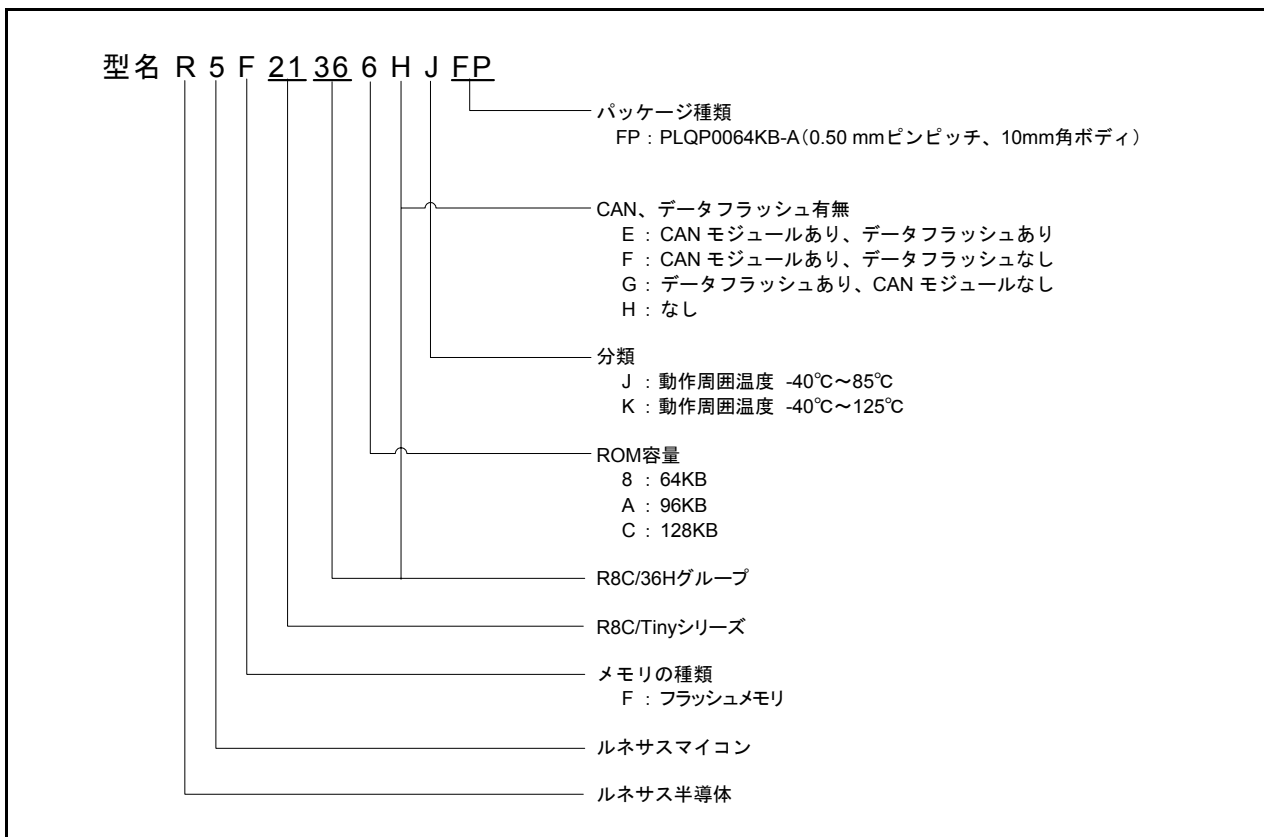 型名 R 5 F 21 36 6 H J FP
パッケージ種類
FP : PLQP0064KB-A(0.50 mmピンピッチ、10mm角ボディ)
CAN、データフラッシュ有無
E : CAN モジュールあり、データフラッシュあり
F : CAN モジュールあり、データフラッシュなし
G : データフラッシュあり、CAN モジュールなし
H : なし
分類
J : 動作周囲温度 -40℃～85℃
K : 動作周囲温度 -40℃～125℃
ROM容量
8 : 64KB
A : 96KB
C : 128KB
R8C/36Hグループ
R8C/Tinyシリーズ
メモリの種類
F : フラッシュメモリ
ルネサスマイコン
ルネサス半導体